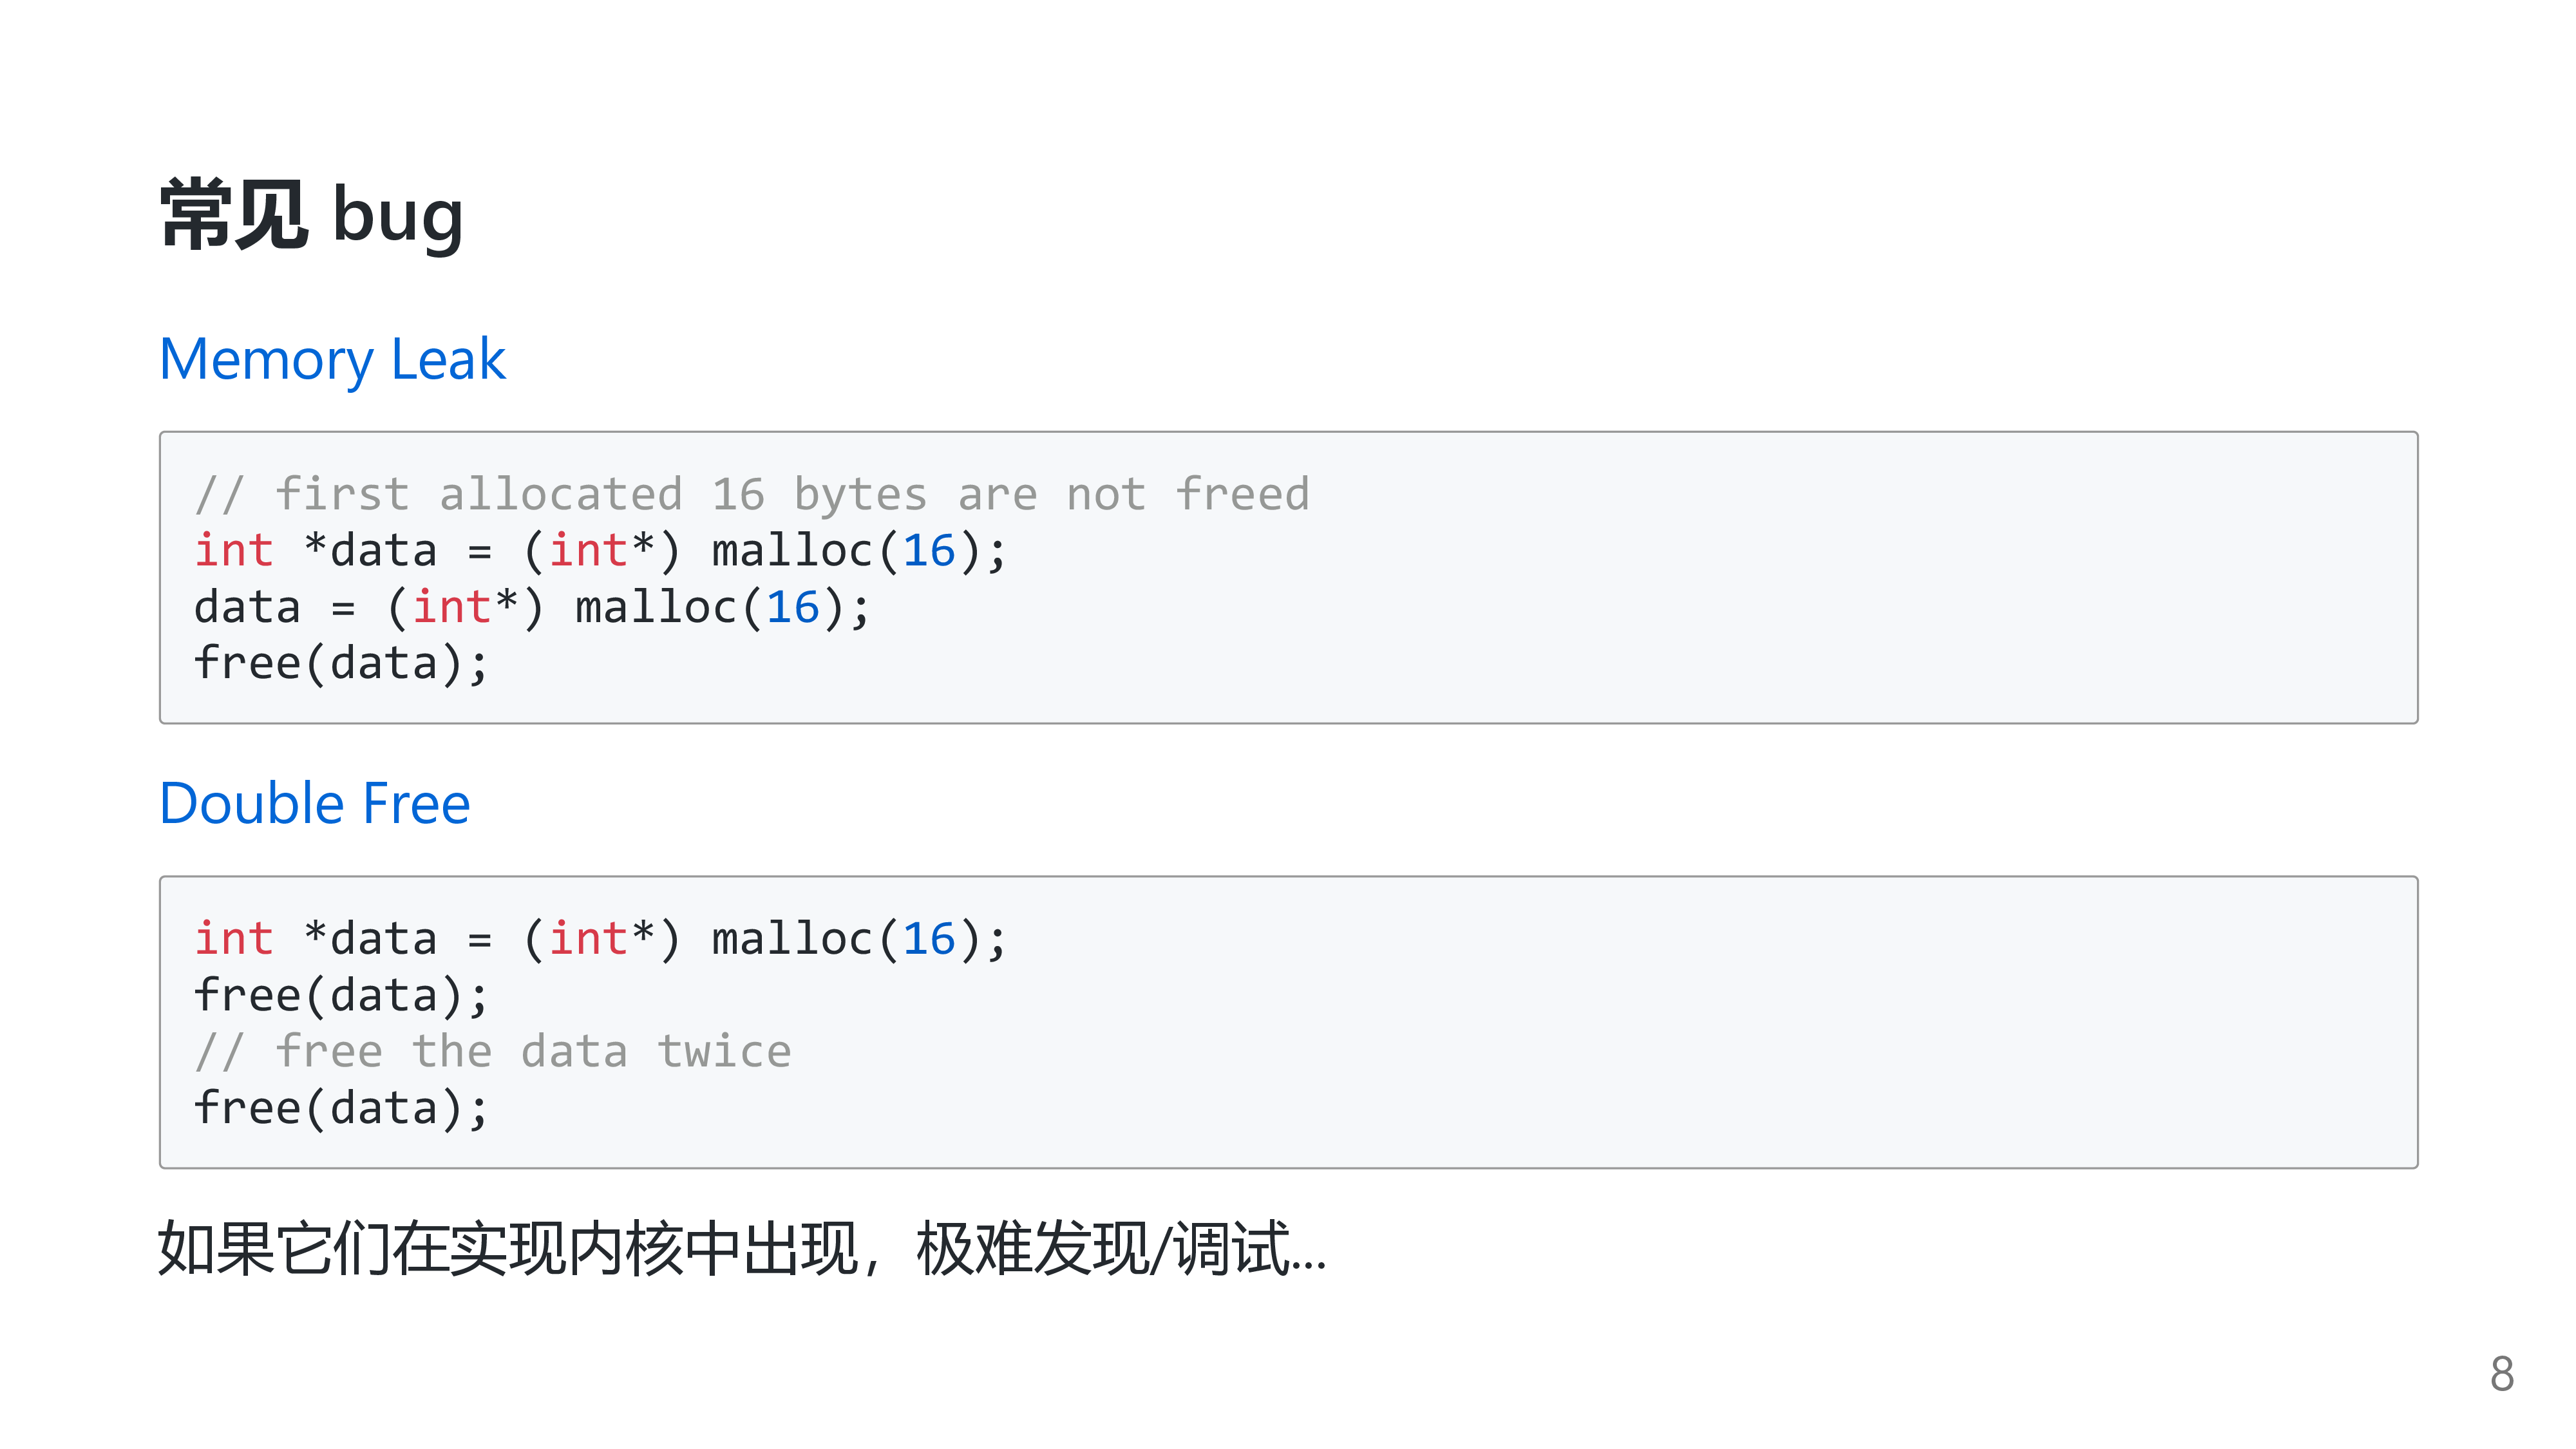 常见 bug
Memory Leak
// first allocated 16 bytes are not freed
int *data = (int*) malloc(16);
data = (int*) malloc(16);
free(data);
Double Free
int *data = (int*) malloc(16);
free(data);
// free the data twice
free(data);
如果它们在实现内核中出现，极难发现/调试...
8